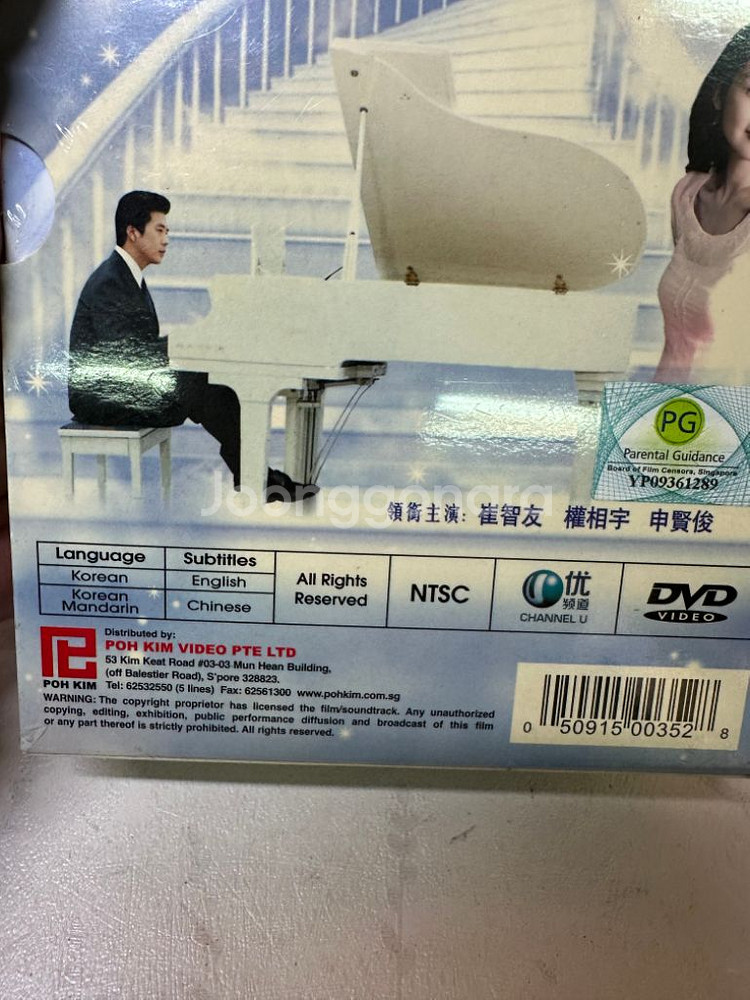 PG
Parental Guidance
Board of Film Censors, Singapore
YP09361289
Joonggonara
領銜主演: 崔智友 權相宇 申賢俊
Language Subtitles
Korean English
Korean Mandarin Chinese
All Rights Reserved
NTSC
优
频道
CHANNEL U
DVD
VIDEO
POH KIM
Distributed by:
POH KIM VIDEO PTE LTD
53 Kim Keat Road #03-03 Mun Hean Building,
(off Balestier Road), S'pore 328823.
Tel: 62532550 (5 lines) Fax: 62561300 www.pohkim.com.sg
WARNING: The copyright proprietor has licensed the film/soundtrack. Any unauthorized
copying, editing, exhibition, public performance diffusion and broadcast of this film
or any part thereof is strictly prohibited. All rights reserved.
0 50915 00352 8